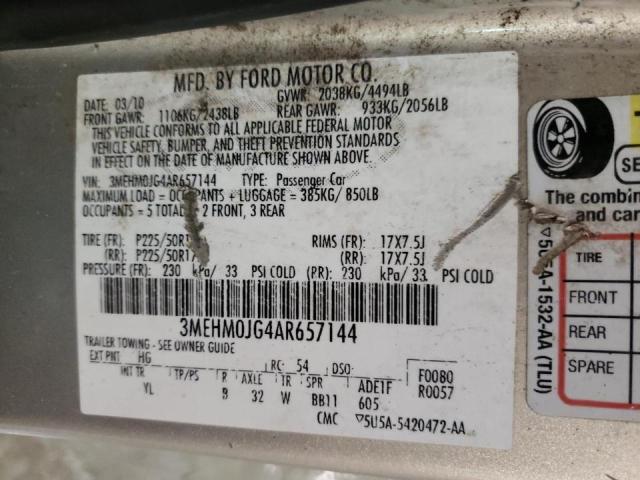 MFD. BY FORD MOTOR CO.
DATE: 03/10 GVWR: 2038KG/4494LB
FRONT GAWR: 1106KG/2438LB REAR GAWR: 933KG/2056LB
THIS VEHICLE CONFORMS TO ALL APPLICABLE FEDERAL MOTOR
VEHICLE SAFETY, BUMPER, AND THEFT PREVENTION STANDARDS
IN EFFECT ON THE DATE OF MANUFACTURE SHOWN ABOVE.
VIN: 3MEHM0JG4AR657144 TYPE: Passenger Car
MAXIMUM LOAD = OCCUPANTS + LUGGAGE = 385KG/ 850LB
OCCUPANTS = 5 TOTAL 2 FRONT, 3 REAR
TIRE (FR): P225/50R RIMS (FR): 17X7.5J
(RR): P225/50R17 (RR): 17X7.5J
PRESSURE (FR): 230 kPa/ 33 PSI COLD (PR): 230 kPa/ 33 PSI COLD
3MEHM0JG4AR657144
TRAILER TOWING - SEE OWNER GUIDE
EXT PNT HG RC: 54 DSO: F0080
INT TR TP/PS R AXLE TR SPR ADE1F R0057
YL B 32 W BB11 605
CMC ▽5U5A-5420472-AA
SE
The combin
and car
TIRE
FRONT
REAR
SPARE
▽5U5A-1532-AA (TLU)